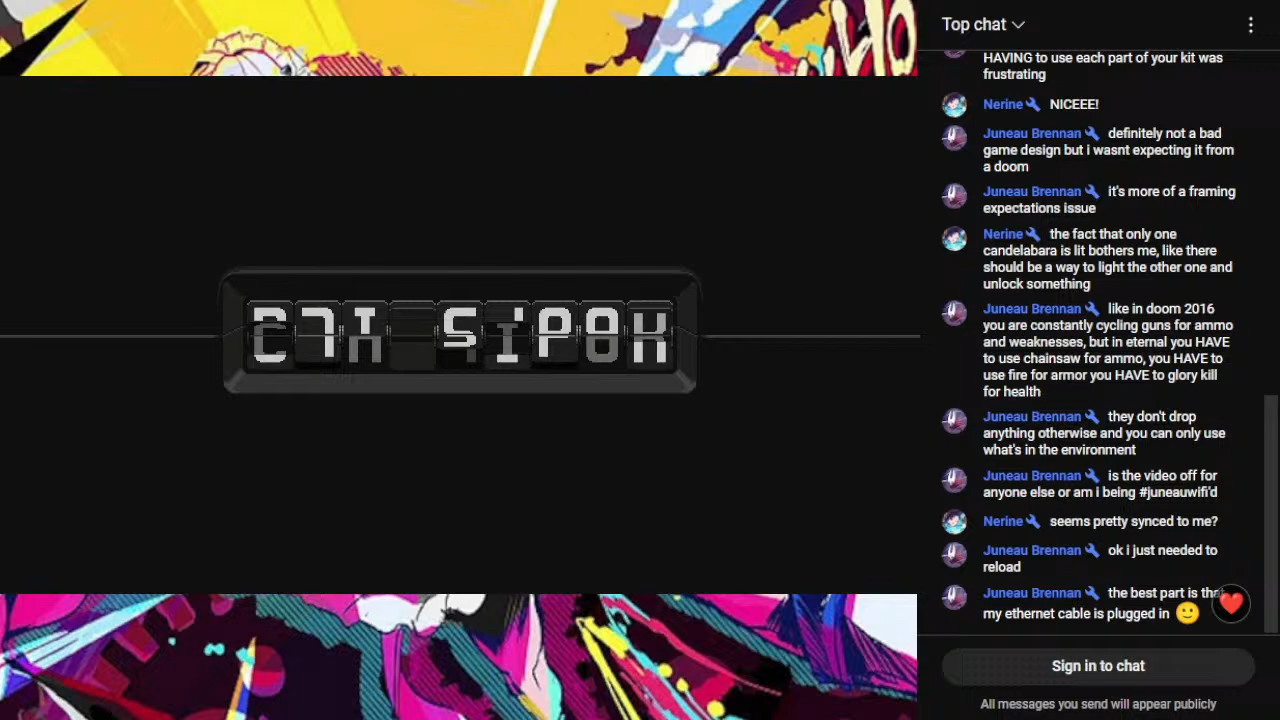 Top chat
HAVING to use each part of your kit was
frustrating
Nerine NICEEE!
Juneau Brennan definitely not a bad
game design but i wasnt expecting it from
a doom
Juneau Brennan it's more of a framing
expectations issue
Nerine the fact that only one
candelabara is lit bothers me, like there
should be a way to light the other one and
unlock something
Juneau Brennan like in doom 2016
you are constantly cycling guns for ammo
and weaknesses, but in eternal you HAVE
to use chainsaw for ammo, you HAVE to
use fire for armor you HAVE to glory kill
for health
Juneau Brennan they don't drop
anything otherwise and you can only use
what's in the environment
Juneau Brennan is the video off for
anyone else or am i being #juneauwifi'd
Nerine seems pretty synced to me?
Juneau Brennan ok i just needed to
reload
Juneau Brennan the best part is that
my ethernet cable is plugged in 🙂
Sign in to chat
All messages you send will appear publicly